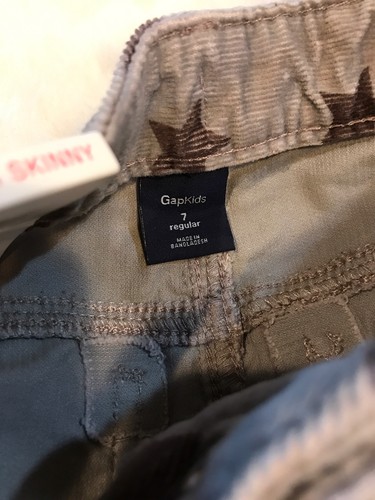 SKINNY
GapKids
7
regular
MADE IN
BANGLADESH